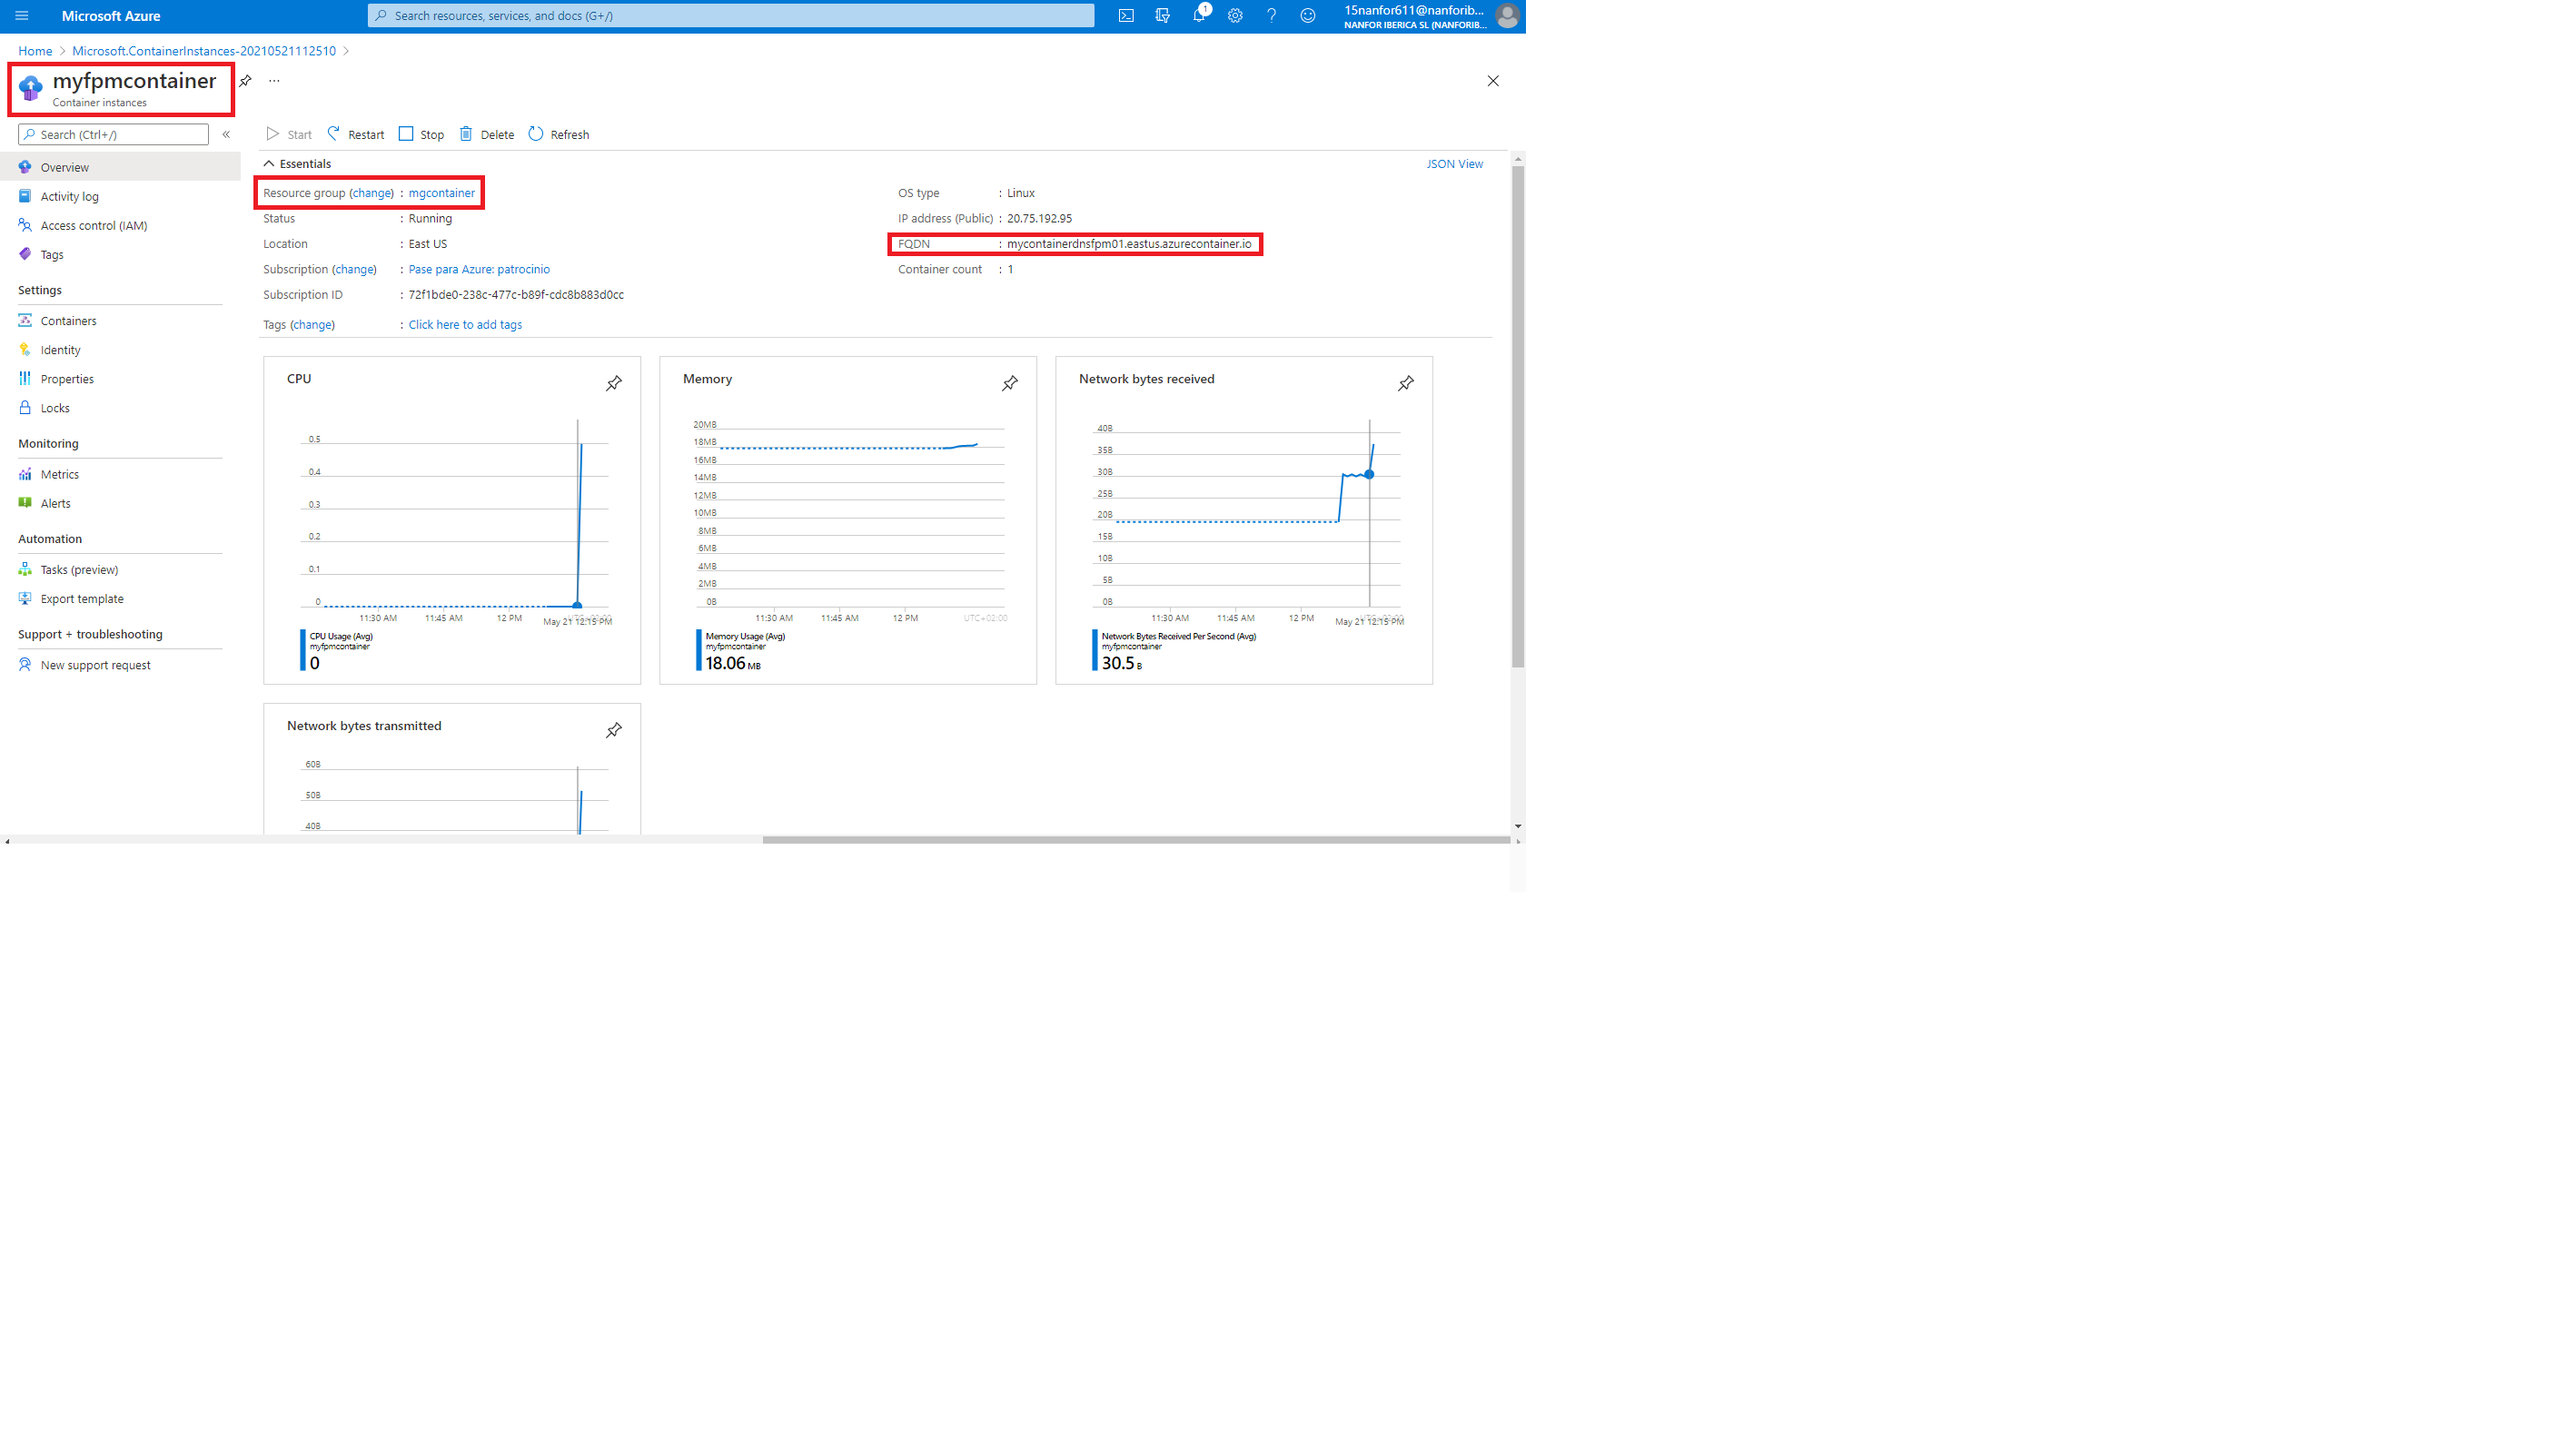 Microsoft Azure
Search resources, services, and docs (G+/)
1
15nanfor611@nanforib...
NANFOR IBERICA SL (NANFORIB...
Home > Microsoft.ContainerInstances-20210521112510 >
myfpmcontainer
...
Container instances
Search (Ctrl+/)
«
Start
Restart
Stop
Delete
Refresh
Overview
Activity log
Access control (IAM)
Tags
Settings
Containers
Identity
Properties
Locks
Monitoring
Metrics
Alerts
Automation
Tasks (preview)
Export template
Support + troubleshooting
New support request
Essentials
JSON View
Resource group (change) : mgcontainer
Status : Running
Location : East US
Subscription (change) : Pase para Azure: patrocinio
Subscription ID : 72f1bde0-238c-477c-b89f-cdc8b883d0cc
Tags (change) : Click here to add tags
OS type : Linux
IP address (Public) : 20.75.192.95
FQDN : mycontainerdnsfpm01.eastus.azurecontainer.io
Container count : 1
CPU
0.5
0.4
0.3
0.2
0.1
0
11:30 AM 11:45 AM 12 PM May 21 12:15 PM
CPU Usage (Avg)
myfpmcontainer
0
Memory
20MB
18MB
16MB
14MB
12MB
10MB
8MB
6MB
4MB
2MB
0B
11:30 AM 11:45 AM 12 PM UTC+02:00
Memory Usage (Avg)
myfpmcontainer
18.06 MB
Network bytes received
40B
35B
30B
25B
20B
15B
10B
5B
0B
11:30 AM 11:45 AM 12 PM May 21 12:15 PM
Network Bytes Received Per Second (Avg)
myfpmcontainer
30.5 B
Network bytes transmitted
60B
50B
40B